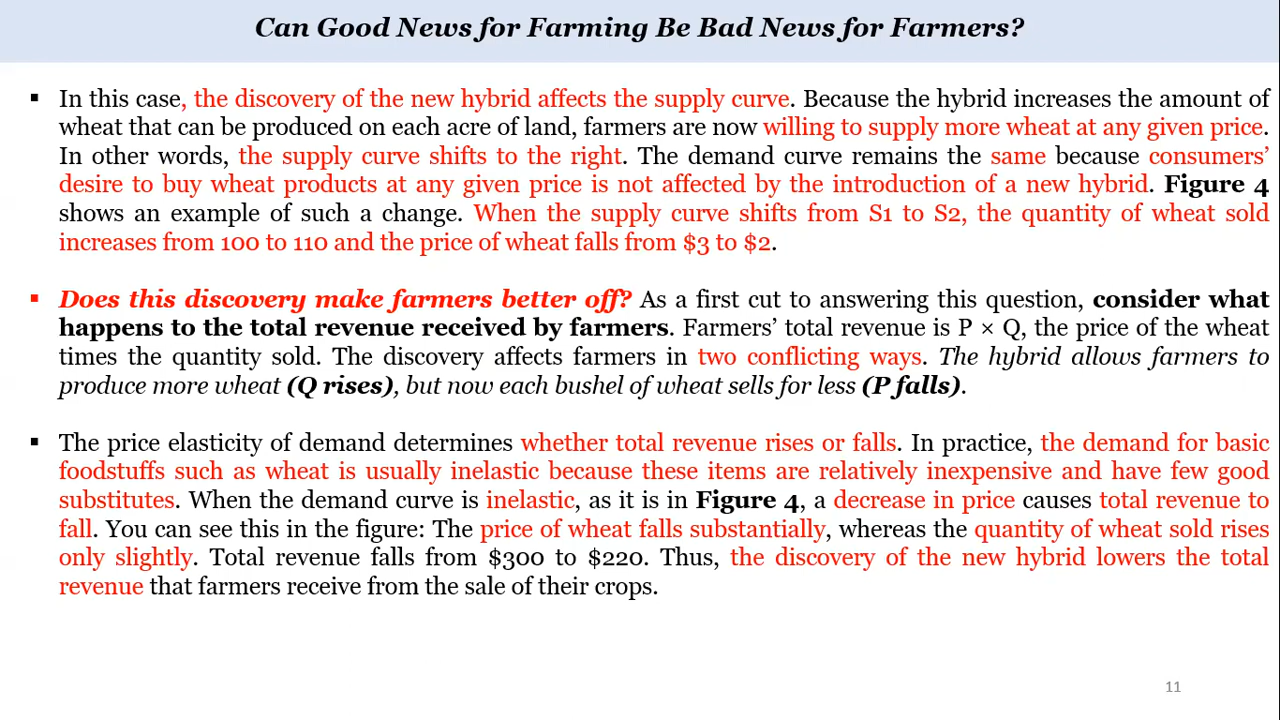 Can Good News for Farming Be Bad News for Farmers?
▪ In this case, the discovery of the new hybrid affects the supply curve. Because the hybrid increases the amount of
wheat that can be produced on each acre of land, farmers are now willing to supply more wheat at any given price.
In other words, the supply curve shifts to the right. The demand curve remains the same because consumers’
desire to buy wheat products at any given price is not affected by the introduction of a new hybrid. Figure 4
shows an example of such a change. When the supply curve shifts from S1 to S2, the quantity of wheat sold
increases from 100 to 110 and the price of wheat falls from $3 to $2.
▪ Does this discovery make farmers better off? As a first cut to answering this question, consider what
happens to the total revenue received by farmers. Farmers’ total revenue is P × Q, the price of the wheat
times the quantity sold. The discovery affects farmers in two conflicting ways. The hybrid allows farmers to
produce more wheat (Q rises), but now each bushel of wheat sells for less (P falls).
▪ The price elasticity of demand determines whether total revenue rises or falls. In practice, the demand for basic
foodstuffs such as wheat is usually inelastic because these items are relatively inexpensive and have few good
substitutes. When the demand curve is inelastic, as it is in Figure 4, a decrease in price causes total revenue to
fall. You can see this in the figure: The price of wheat falls substantially, whereas the quantity of wheat sold rises
only slightly. Total revenue falls from $300 to $220. Thus, the discovery of the new hybrid lowers the total
revenue that farmers receive from the sale of their crops.
11